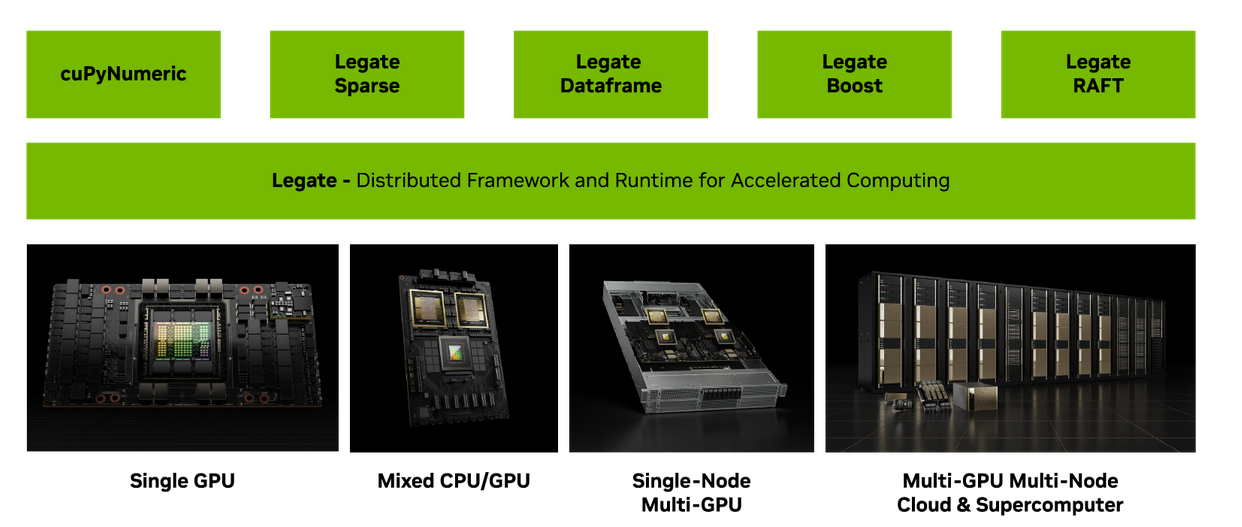 cuPyNumeric
Legate
Sparse
Legate
Dataframe
Legate
Boost
Legate
RAFT
Legate - Distributed Framework and Runtime for Accelerated Computing
Single GPU
Mixed CPU/GPU
Single-Node
Multi-GPU
Multi-GPU Multi-Node
Cloud & Supercomputer